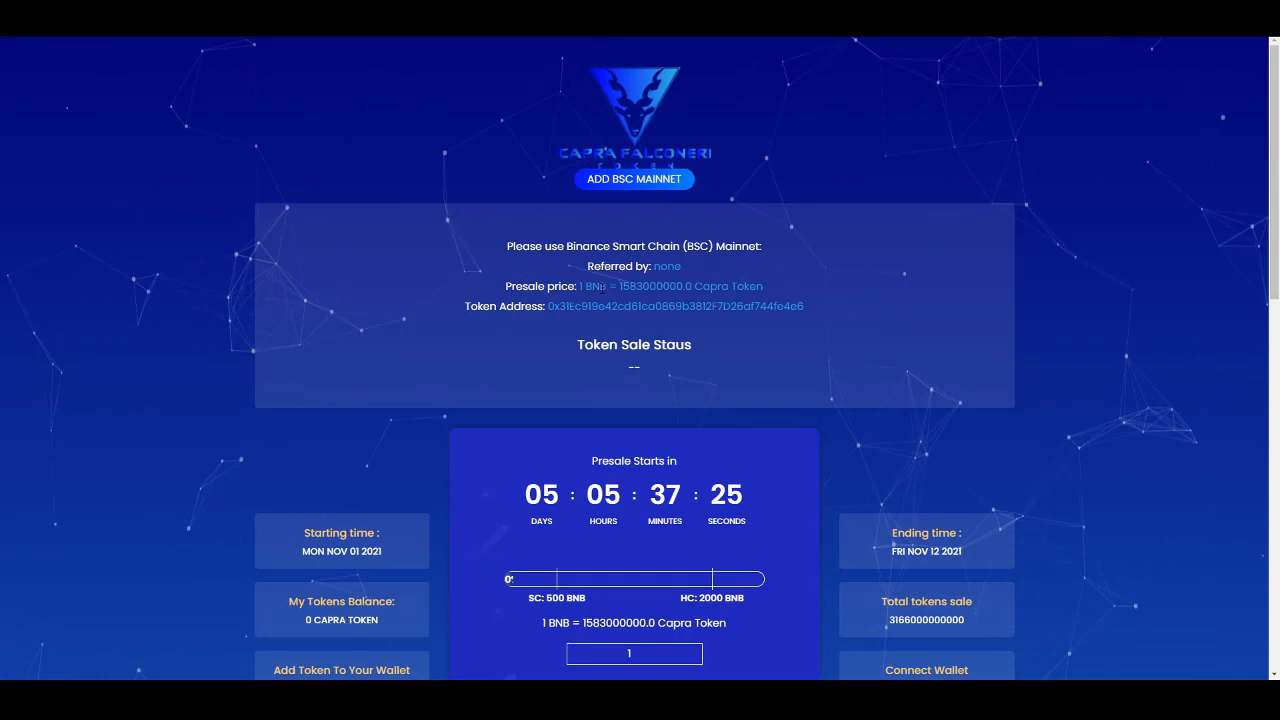 CAPRA FALCONERI
TOKEN
ADD BSC MAINNET
Please use Binance Smart Chain (BSC) Mainnet:
Referred by: none
Presale price: 1 BNB = 1583000000.0 Capra Token
Token Address: 0x31Ec919e42cd61ca0869b3812F7D26af744fe4e6
Token Sale Staus
--
Presale Starts in
05 : 05 : 37 : 25
DAYS HOURS MINUTES SECONDS
Starting time :
MON NOV 01 2021
Ending time :
FRI NOV 12 2021
SC: 500 BNB HC: 2000 BNB
My Tokens Balance:
0 CAPRA TOKEN
1 BNB = 1583000000.0 Capra Token
1
Total tokens sale
3166000000000
Add Token To Your Wallet
Connect Wallet